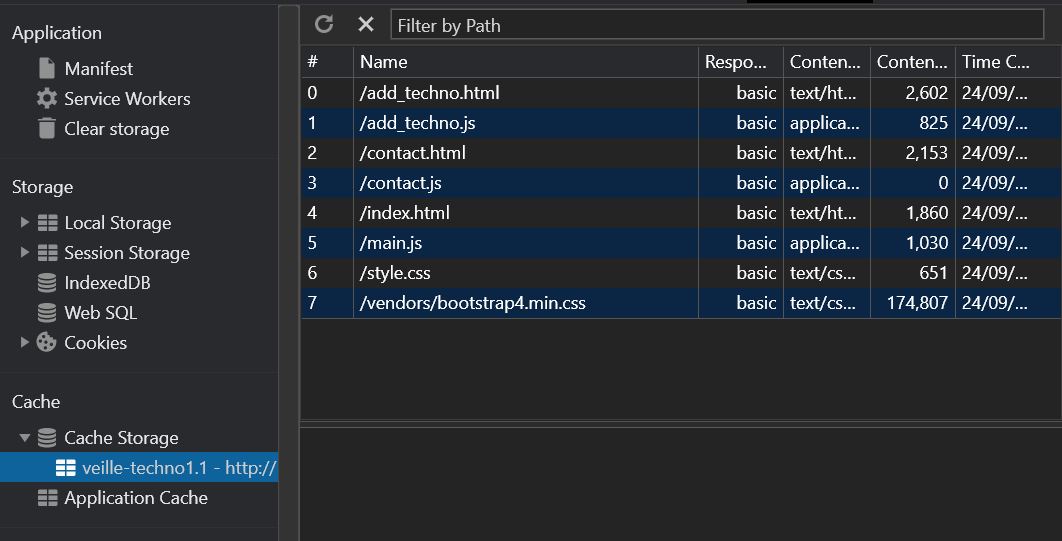 Application
Manifest
Service Workers
Clear storage
Storage
Local Storage
Session Storage
IndexedDB
Web SQL
Cookies
Cache
Cache Storage
veille-techno1.1 - http://
Application Cache
Filter by Path
# Name Respo... Conten... Conten... Time C...
0 /add_techno.html basic text/ht... 2,602 24/09/...
1 /add_techno.js basic applica... 825 24/09/...
2 /contact.html basic text/ht... 2,153 24/09/...
3 /contact.js basic applica... 0 24/09/...
4 /index.html basic text/ht... 1,860 24/09/...
5 /main.js basic applica... 1,030 24/09/...
6 /style.css basic text/cs... 651 24/09/...
7 /vendors/bootstrap4.min.css basic text/cs... 174,807 24/09/...